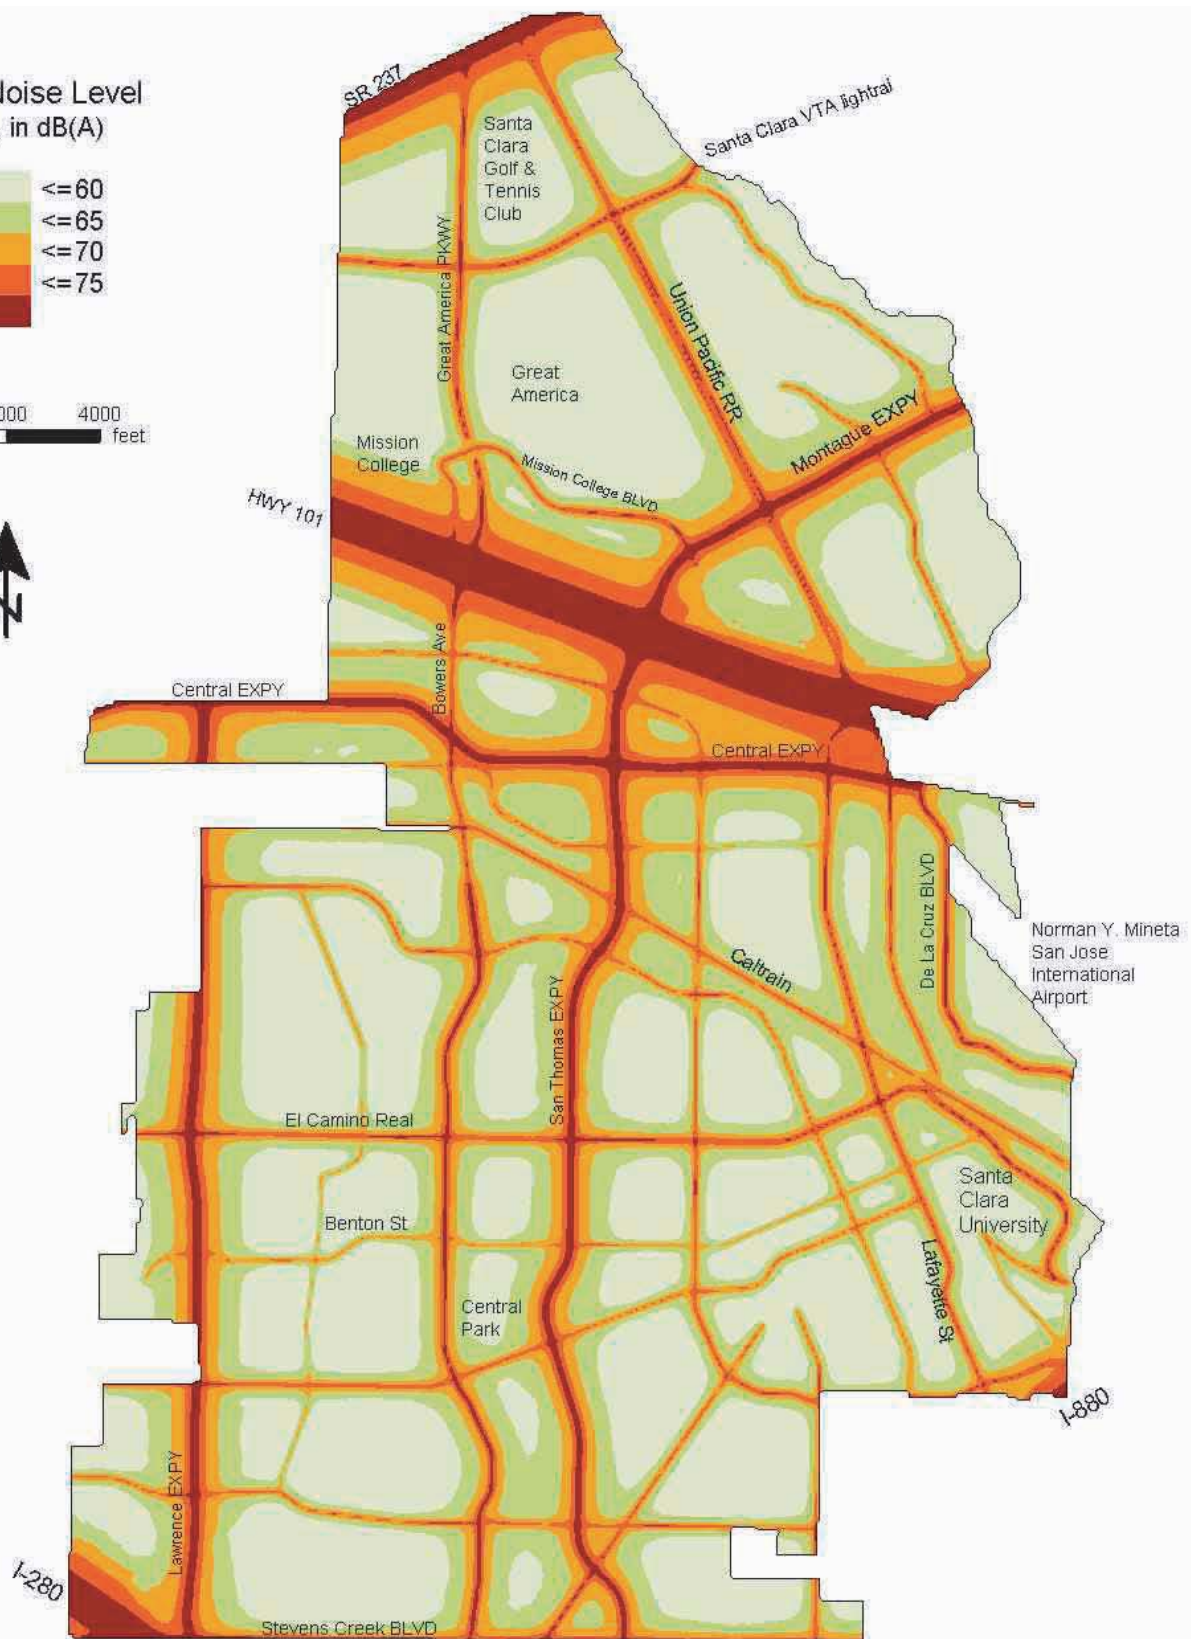 SR 237
oise Level
in dB(A)
<=60
<=65
<=70
<=75
000 4000
feet
N
Santa
Clara
Golf &
Tennis
Club
Santa Clara VTA lightrail
Great America PKWY
Union Pacific RR
Great
America
Montague EXPY
Mission
College
Mission College BLVD
HWY 101
Bowers Ave
Central EXPY
Central EXPY
De La Cruz BLVD
Norman Y. Mineta
San Jose
International
Airport
Caltrain
San Thomas EXPY
El Camino Real
Santa
Clara
University
Benton St
Lafayette St
Central
Park
I-880
Lawrence EXPY
I-280
Stevens Creek BLVD